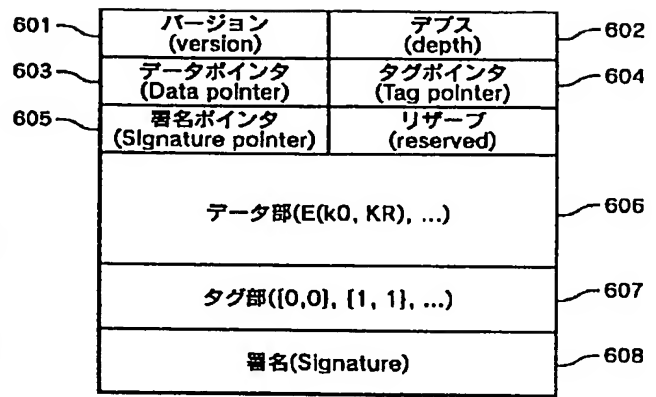 601
バージョン
(version)
デプス
(depth)
602
603
データポインタ
(Data pointer)
タグポインタ
(Tag pointer)
604
605
署名ポインタ
(Signature pointer)
リザーブ
(reserved)
データ部(E(k0, KR), ...)
606
タグ部({0,0}, {1, 1}, ...)
607
署名(Signature)
608